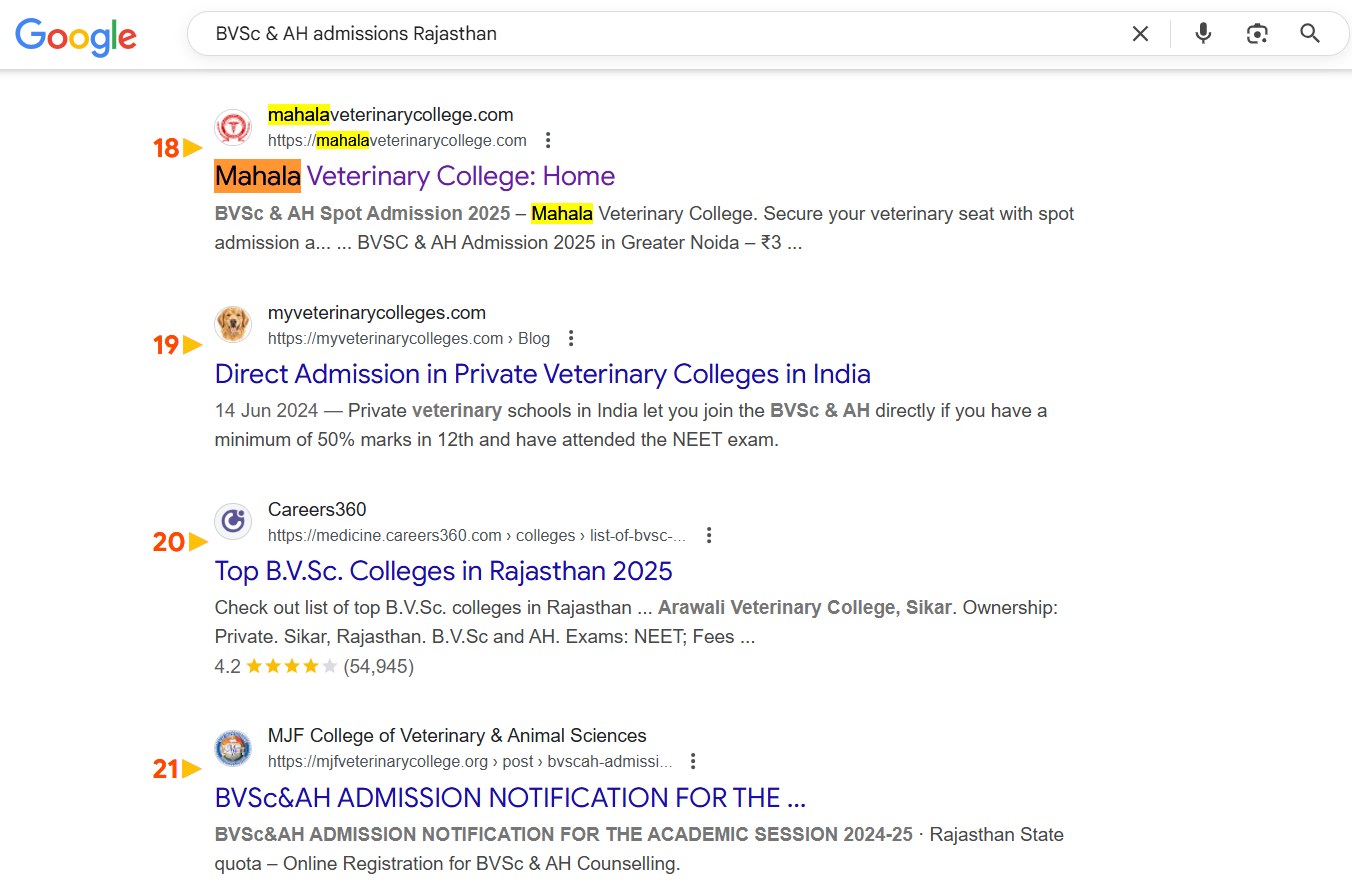 Google
BVSc & AH admissions Rajasthan
mahalaveterinarycollege.com
https://mahalaveterinarycollege.com
18
Mahala Veterinary College: Home
BVSc & AH Spot Admission 2025 – Mahala Veterinary College. Secure your veterinary seat with spot
admission a... ... BVSC & AH Admission 2025 in Greater Noida – ₹3 ...
myveterinarycolleges.com
https://myveterinarycolleges.com › Blog
19
Direct Admission in Private Veterinary Colleges in India
14 Jun 2024 — Private veterinary schools in India let you join the BVSc & AH directly if you have a
minimum of 50% marks in 12th and have attended the NEET exam.
Careers360
https://medicine.careers360.com › colleges › list-of-bvsc-...
20
Top B.V.Sc. Colleges in Rajasthan 2025
Check out list of top B.V.Sc. colleges in Rajasthan ... Arawali Veterinary College, Sikar. Ownership:
Private. Sikar, Rajasthan. B.V.Sc and AH. Exams: NEET; Fees ...
4.2 (54,945)
MJF College of Veterinary & Animal Sciences
https://mjfveterinarycollege.org › post › bvscah-admissi...
21
BVSc&AH ADMISSION NOTIFICATION FOR THE ...
BVSc&AH ADMISSION NOTIFICATION FOR THE ACADEMIC SESSION 2024-25 · Rajasthan State
quota – Online Registration for BVSc & AH Counselling.